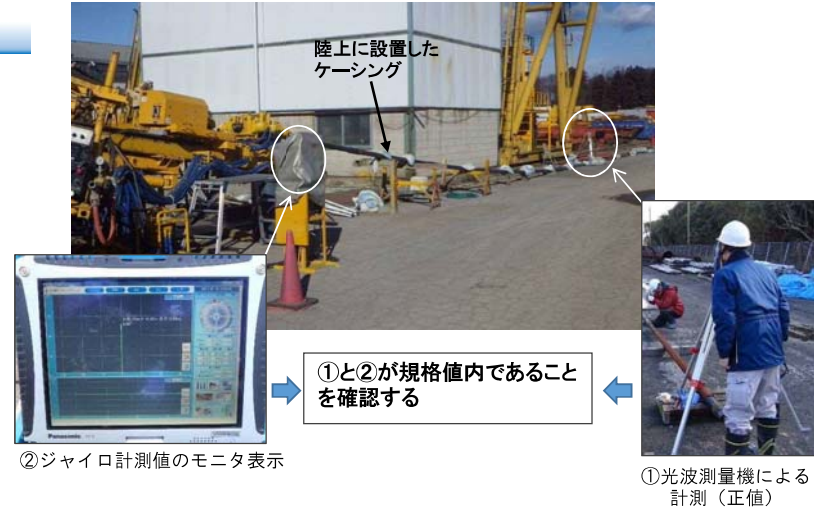 陸上に設置した
ケーシング
①と②が規格値内であること
を確認する
Panasonic
②ジャイロ計測値のモニタ表示
①光波測量機による
計測（正値）